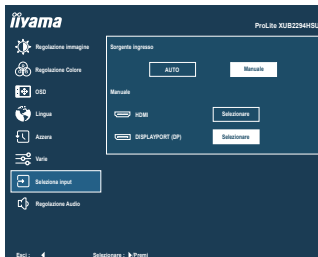 iiyama
ProLite XUB2294HSU
Regolazione immagine
Regolazione Colore
OSD
Lingua
Azzera
Varie
Seleziona input
Regolazione Audio
Sorgente ingresso
AUTO Manuale
Manuale
HDMI Selezionare
DISPLAYPORT (DP) Selezionare
Esci : Selezionare : /Premi